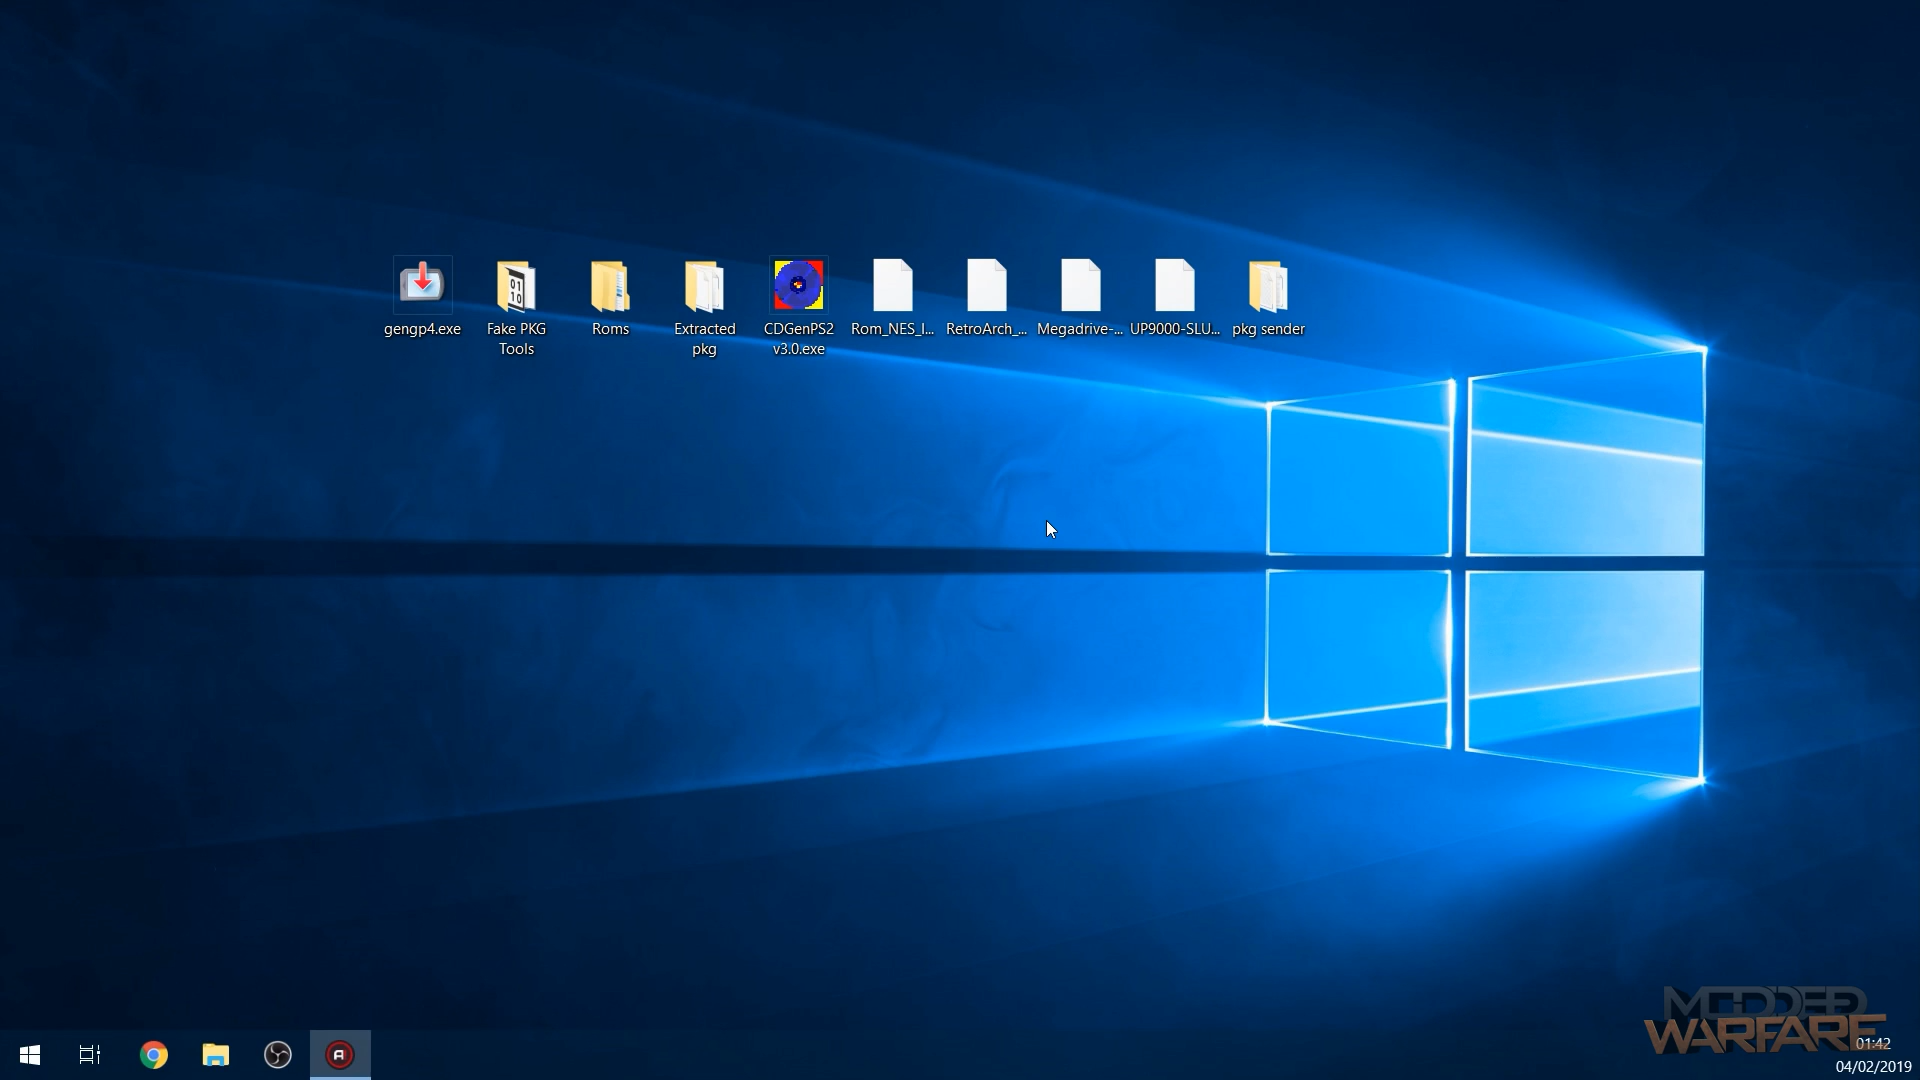 gengp4.exe
Fake PKG
Tools
Roms
Extracted
pkg
CDGenPS2
v3.0.exe
Rom_NES_I...
RetroArch_...
Megadrive-...
UP9000-SLU...
pkg sender
MODDED
WARFARE
01:42
04/02/2019